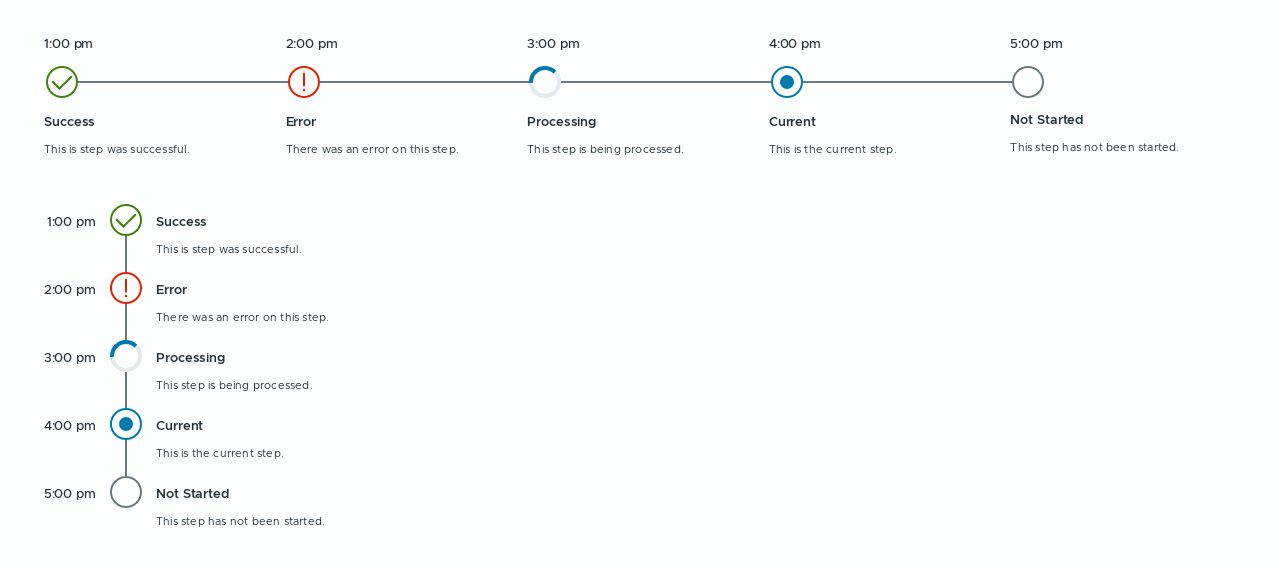 1:00 pm 2:00 pm 3:00 pm 4:00 pm 5:00 pm
Success Error Processing Current Not Started
This is step was successful. There was an error on this step. This step is being processed. This is the current step. This step has not been started.
1:00 pm Success
This is step was successful.
2:00 pm Error
There was an error on this step.
3:00 pm Processing
This step is being processed.
4:00 pm Current
This is the current step.
5:00 pm Not Started
This step has not been started.